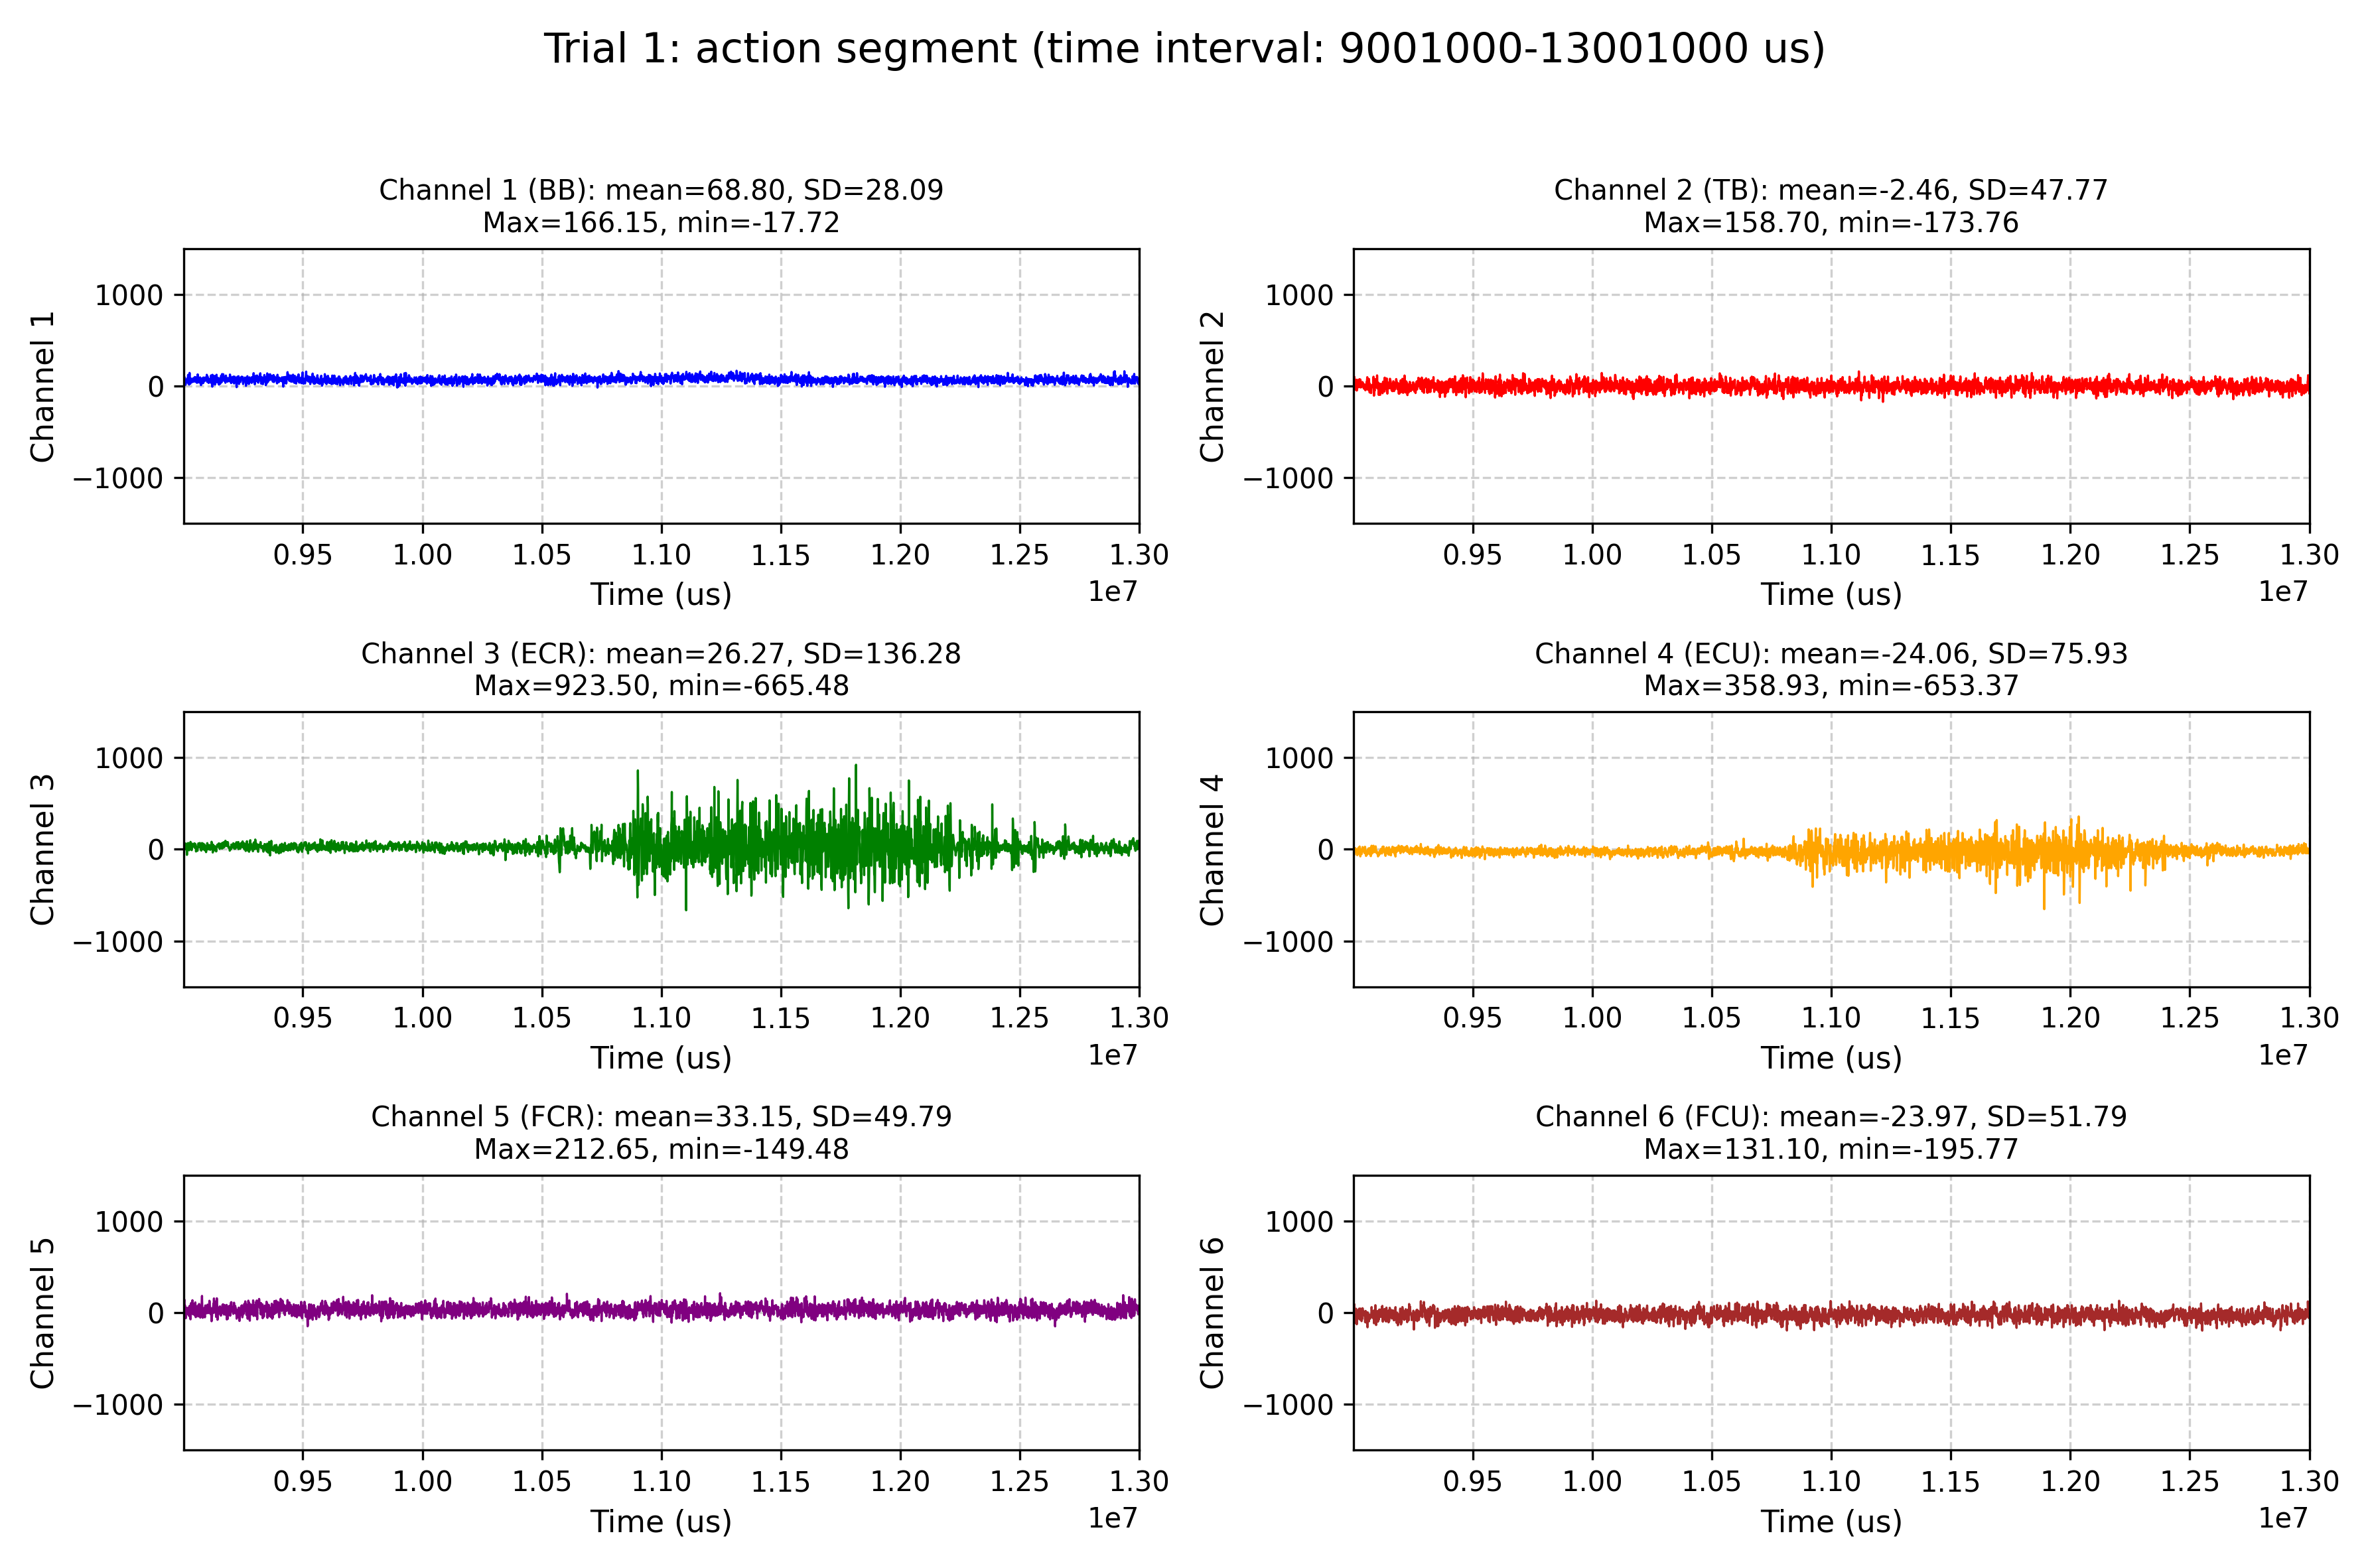 Trial 1: action segment (time interval: 9001000-13001000 us)
Channel 1 (BB): mean=68.80, SD=28.09
Max=166.15, min=-17.72
Channel 1
1000
0
−1000
0.95 1.00 1.05 1.10 1.15 1.20 1.25 1.30
Time (us)
1e7
Channel 2 (TB): mean=-2.46, SD=47.77
Max=158.70, min=-173.76
Channel 2
1000
0
−1000
0.95 1.00 1.05 1.10 1.15 1.20 1.25 1.30
Time (us)
1e7
Channel 3 (ECR): mean=26.27, SD=136.28
Max=923.50, min=-665.48
Channel 3
1000
0
−1000
0.95 1.00 1.05 1.10 1.15 1.20 1.25 1.30
Time (us)
1e7
Channel 4 (ECU): mean=-24.06, SD=75.93
Max=358.93, min=-653.37
Channel 4
1000
0
−1000
0.95 1.00 1.05 1.10 1.15 1.20 1.25 1.30
Time (us)
1e7
Channel 5 (FCR): mean=33.15, SD=49.79
Max=212.65, min=-149.48
Channel 5
1000
0
−1000
0.95 1.00 1.05 1.10 1.15 1.20 1.25 1.30
Time (us)
1e7
Channel 6 (FCU): mean=-23.97, SD=51.79
Max=131.10, min=-195.77
Channel 6
1000
0
−1000
0.95 1.00 1.05 1.10 1.15 1.20 1.25 1.30
Time (us)
1e7